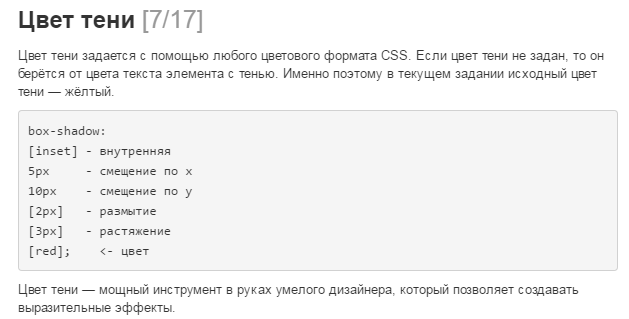 Цвет тени [7/17]
Цвет тени задается с помощью любого цветового формата CSS. Если цвет тени не задан, то он
берётся от цвета текста элемента с тенью. Именно поэтому в текущем задании исходный цвет
тени — жёлтый.
box-shadow:
[inset] - внутренняя
5px     - смещение по x
10px    - смещение по y
[2px]   - размытие
[3px]   - растяжение
[red];    <- цвет
Цвет тени — мощный инструмент в руках умелого дизайнера, который позволяет создавать
выразительные эффекты.